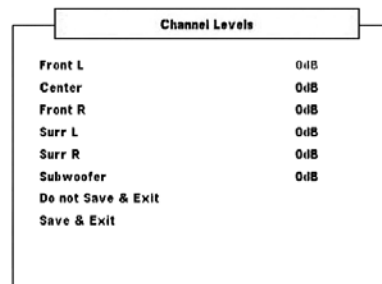 Channel Levels
Front L 0dB
Center 0dB
Front R 0dB
Surr L 0dB
Surr R 0dB
Subwoofer 0dB
Do not Save & Exit
Save & Exit